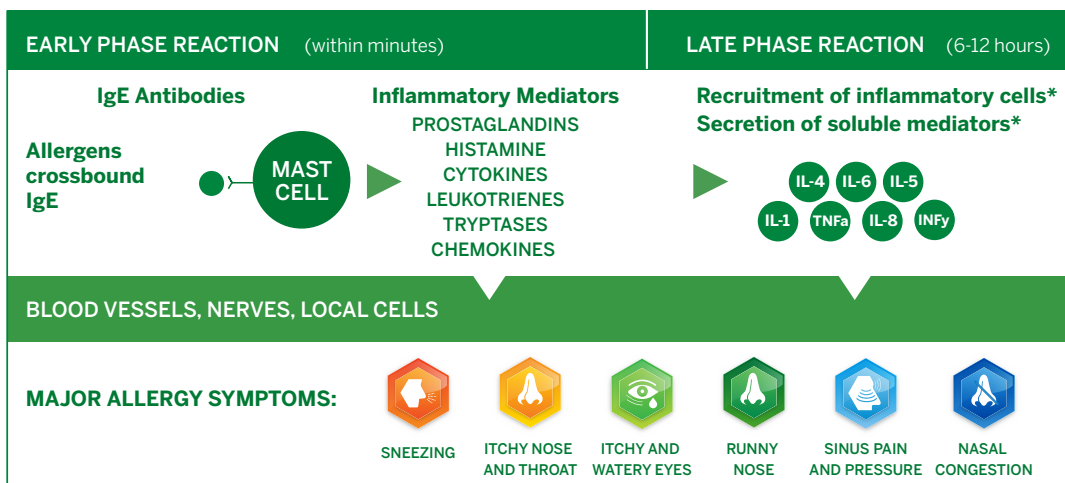 EARLY PHASE REACTION (within minutes)
LATE PHASE REACTION (6-12 hours)
IgE Antibodies
Allergens
crossbound
IgE
MAST
CELL
Inflammatory Mediators
PROSTAGLANDINS
HISTAMINE
CYTOKINES
LEUKOTRIENES
TRYPTASES
CHEMOKINES
Recruitment of inflammatory cells*
Secretion of soluble mediators*
IL-4 IL-6 IL-5
IL-1 TNFa IL-8 INFy
BLOOD VESSELS, NERVES, LOCAL CELLS
MAJOR ALLERGY SYMPTOMS:
SNEEZING
ITCHY NOSE
AND THROAT
ITCHY AND
WATERY EYES
RUNNY
NOSE
SINUS PAIN
AND PRESSURE
NASAL
CONGESTION